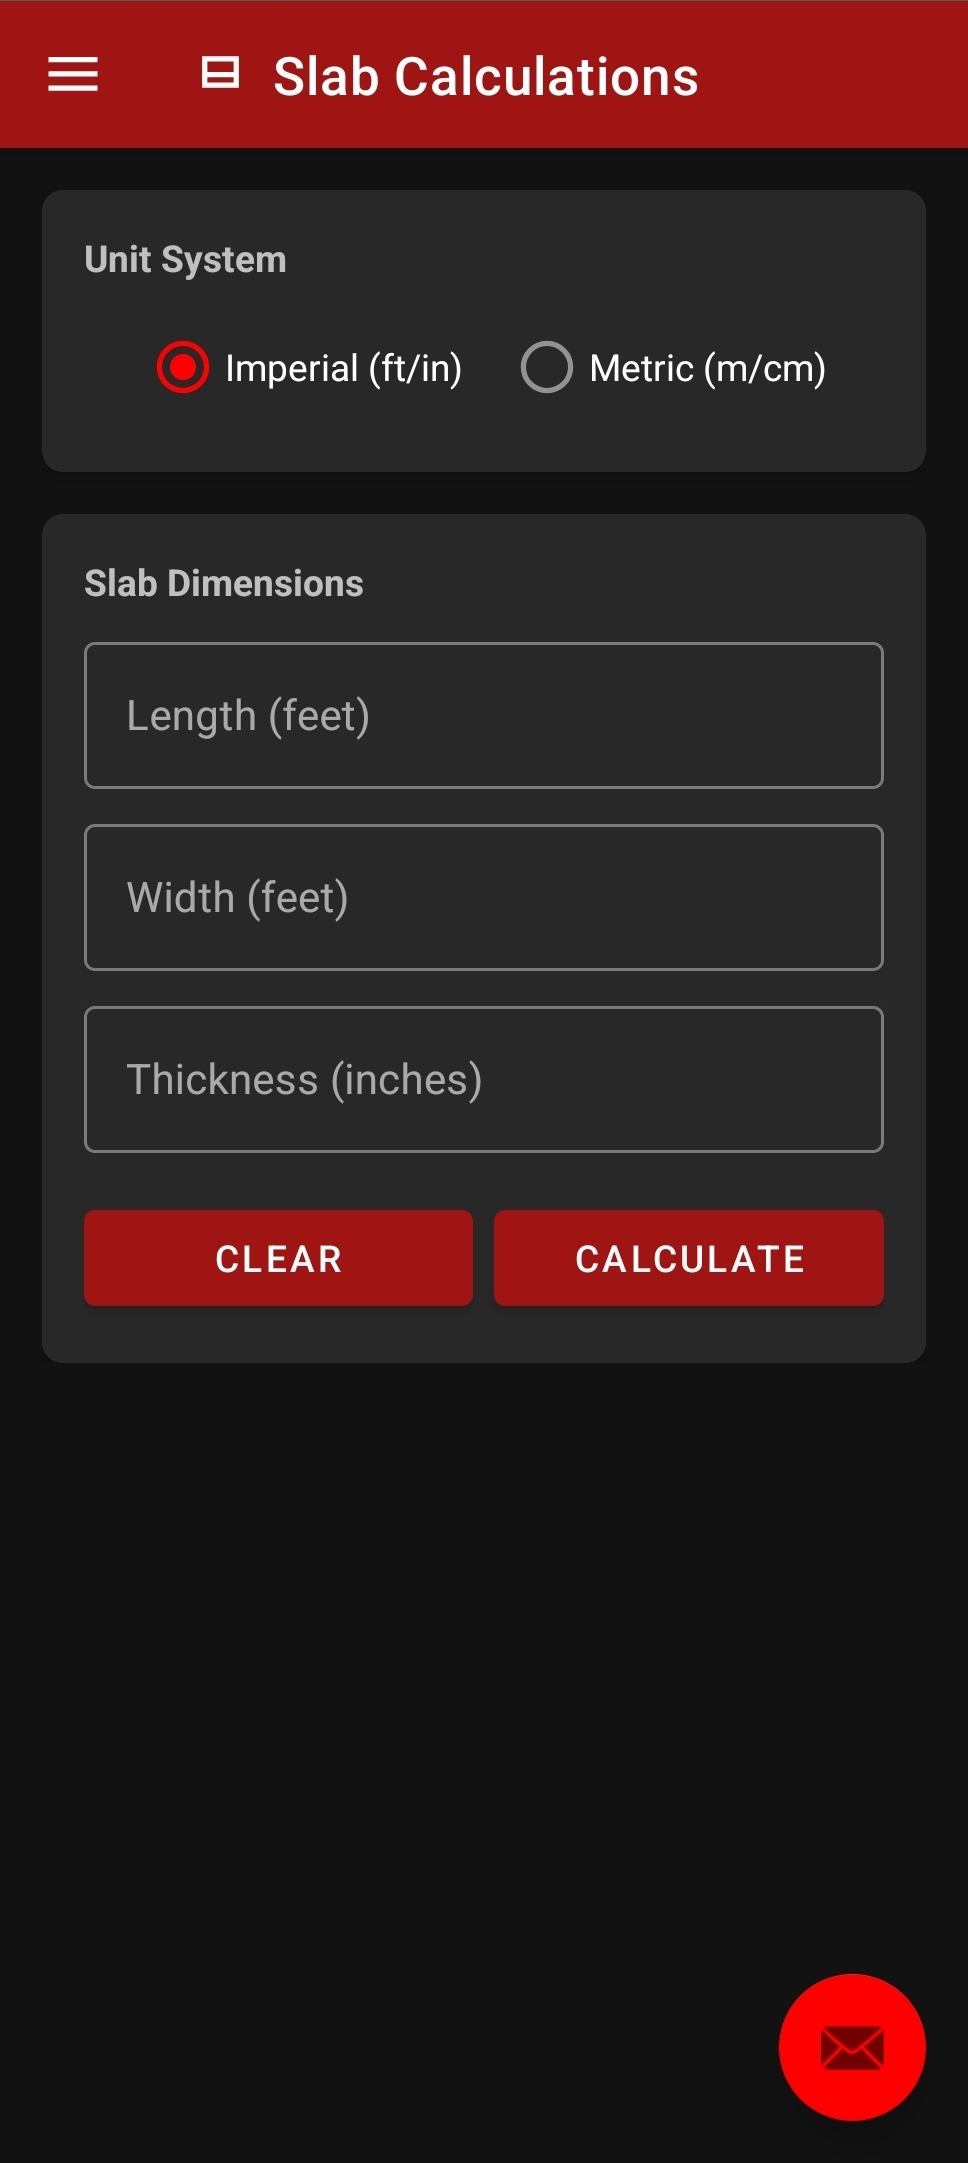 Slab Calculations
Unit System
Imperial (ft/in) Metric (m/cm)
Slab Dimensions
Length (feet)
Width (feet)
Thickness (inches)
CLEAR CALCULATE